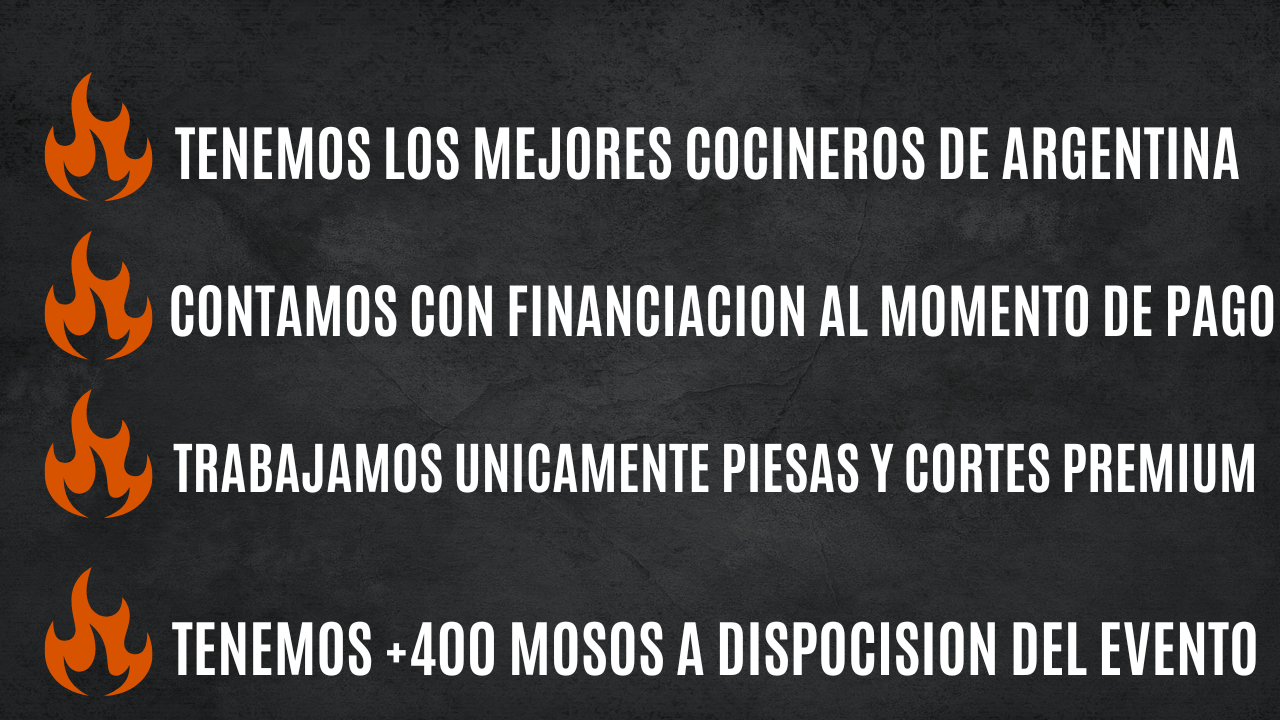 TENEMOS LOS MEJORES COCINEROS DE ARGENTINA
CONTAMOS CON FINANCIACION AL MOMENTO DE PAGO
TRABAJAMOS UNICAMENTE PIESAS Y CORTES PREMIUM
TENEMOS +400 MOSOS A DISPOCISION DEL EVENTO